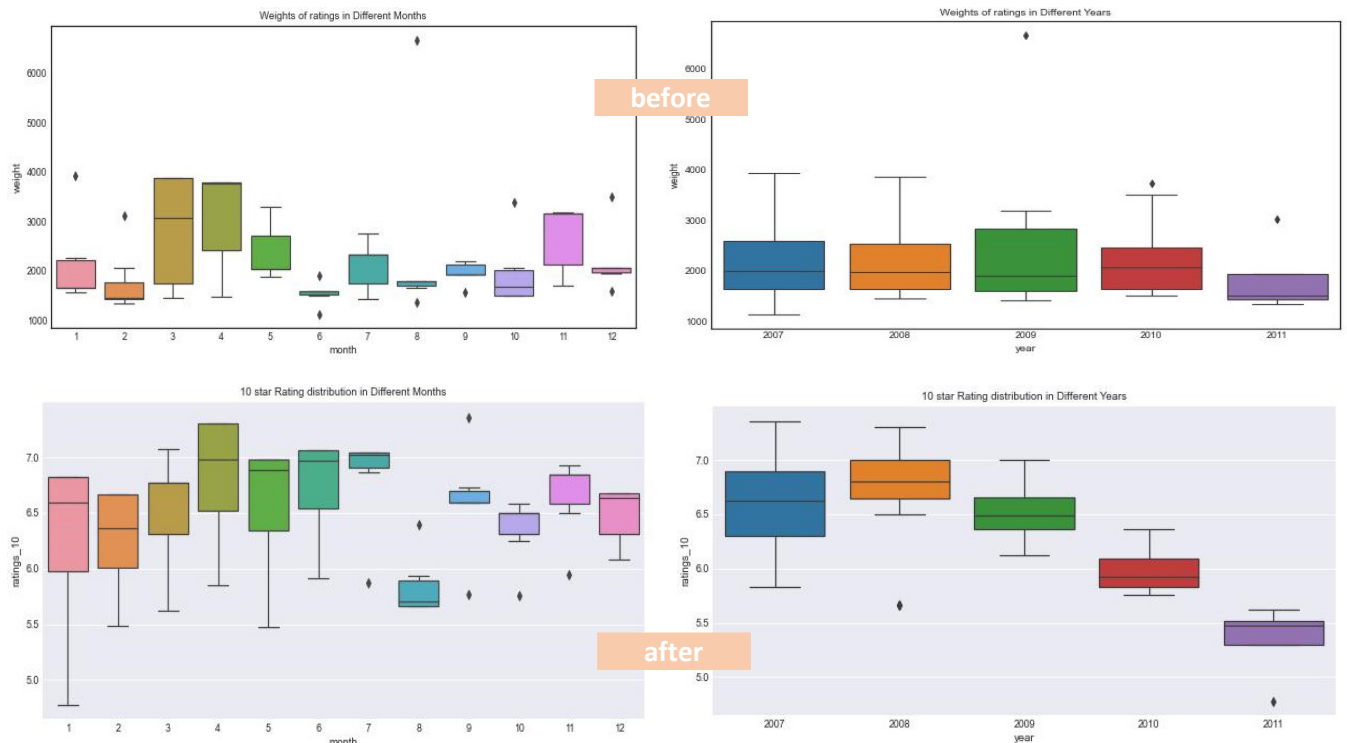 Weights of ratings in Different Months
6000
5000
4000
3000
2000
1000
weight
1 2 3 4 5 6 7 8 9 10 11 12
month
before
Weights of ratings in Different Years
6000
5000
4000
3000
2000
1000
weight
2007 2008 2009 2010 2011
year
10 star Rating distribution in Different Months
7.0
6.5
6.0
5.5
5.0
ratings_10
1 2 3 4 5 6 7 8 9 10 11 12
month
after
10 star Rating distribution in Different Years
7.0
6.5
6.0
5.5
5.0
ratings_10
2007 2008 2009 2010 2011
year